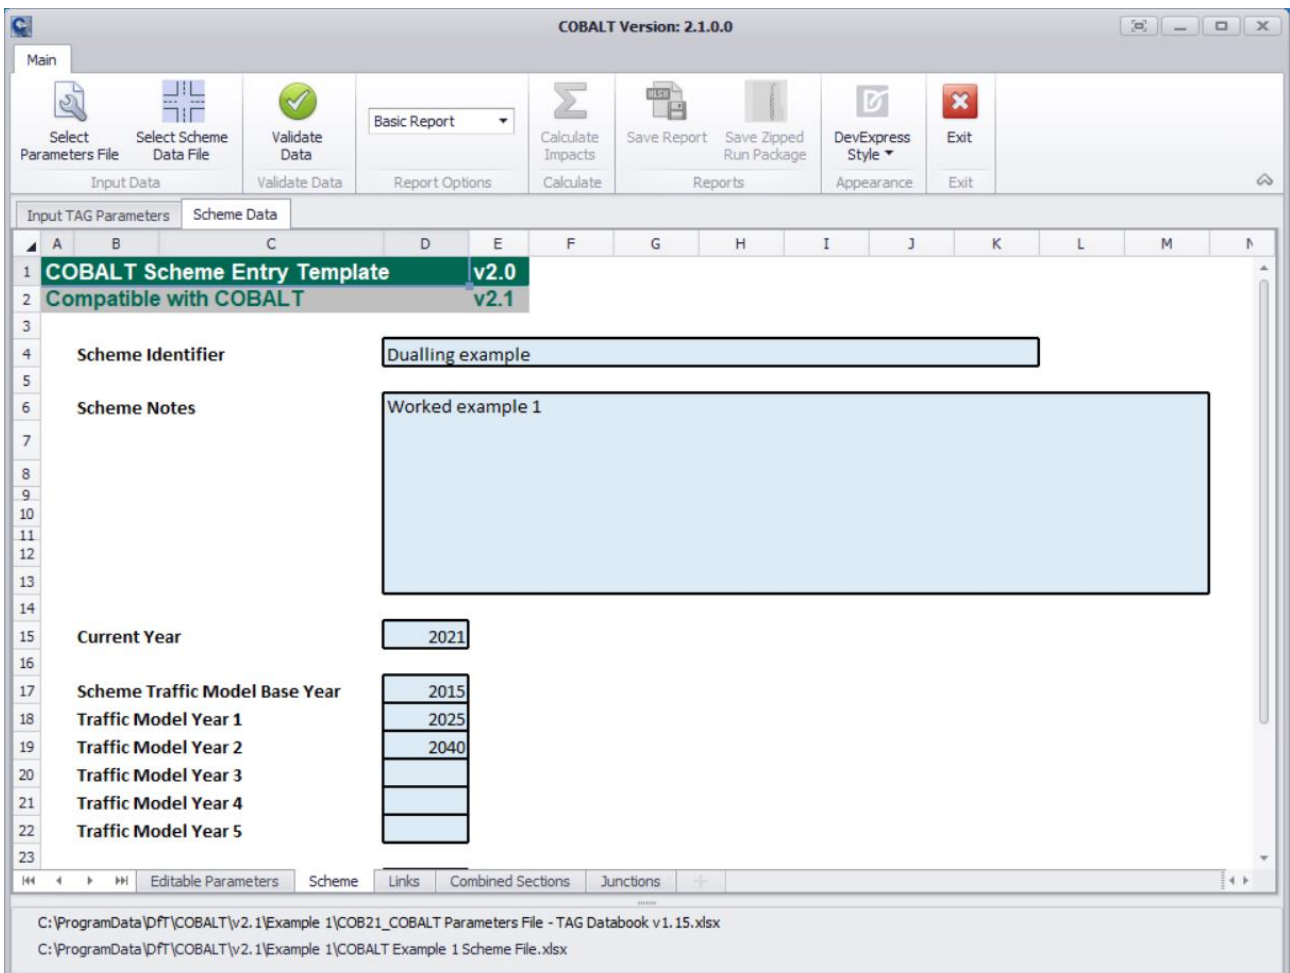 COBALT Version: 2.1.0.0
Main
Select Parameters File
Select Scheme Data File
Validate Data
Basic Report
Calculate Impacts
XLSX
Save Report
Save Zipped Run Package
DevExpress Style
Exit
Input Data
Validate Data
Report Options
Calculate
Reports
Appearance
Exit
Input TAG Parameters
Scheme Data
A B C D E F G H I J K L M N
1 COBALT Scheme Entry Template v2.0
2 Compatible with COBALT v2.1
3
4 Scheme Identifier Dualling example
5
6 Scheme Notes Worked example 1
7
8
9
10
11
12
13
14
15 Current Year 2021
16
17 Scheme Traffic Model Base Year 2015
18 Traffic Model Year 1 2025
19 Traffic Model Year 2 2040
20 Traffic Model Year 3
21 Traffic Model Year 4
22 Traffic Model Year 5
23
Editable Parameters Scheme Links Combined Sections Junctions
C:\ProgramData\DfT\COBALT\v2.1\Example 1\COB21_COBALT Parameters File - TAG Databook v1.15.xlsx
C:\ProgramData\DfT\COBALT\v2.1\Example 1\COBALT Example 1 Scheme File.xlsx